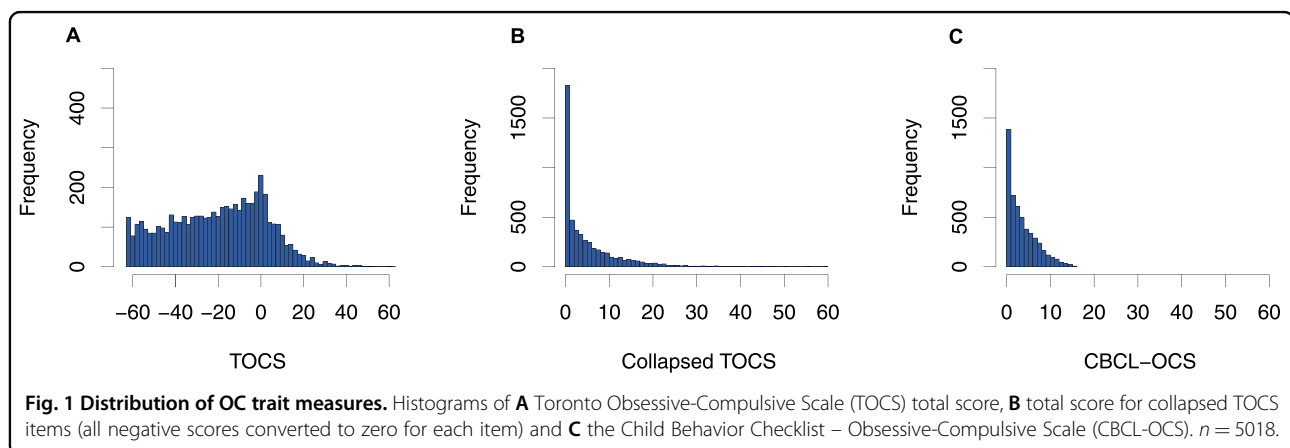 A
B
C
Frequency
0
200
400
−60 −40 −20 0 20 40 60
TOCS
Frequency
0
500
1500
0 10 20 30 40 50 60
Collapsed TOCS
Frequency
0
500
1500
0 10 20 30 40 50 60
CBCL−OCS
Fig. 1 Distribution of OC trait measures. Histograms of A Toronto Obsessive-Compulsive Scale (TOCS) total score, B total score for collapsed TOCS
items (all negative scores converted to zero for each item) and C the Child Behavior Checklist – Obsessive-Compulsive Scale (CBCL-OCS). n = 5018.